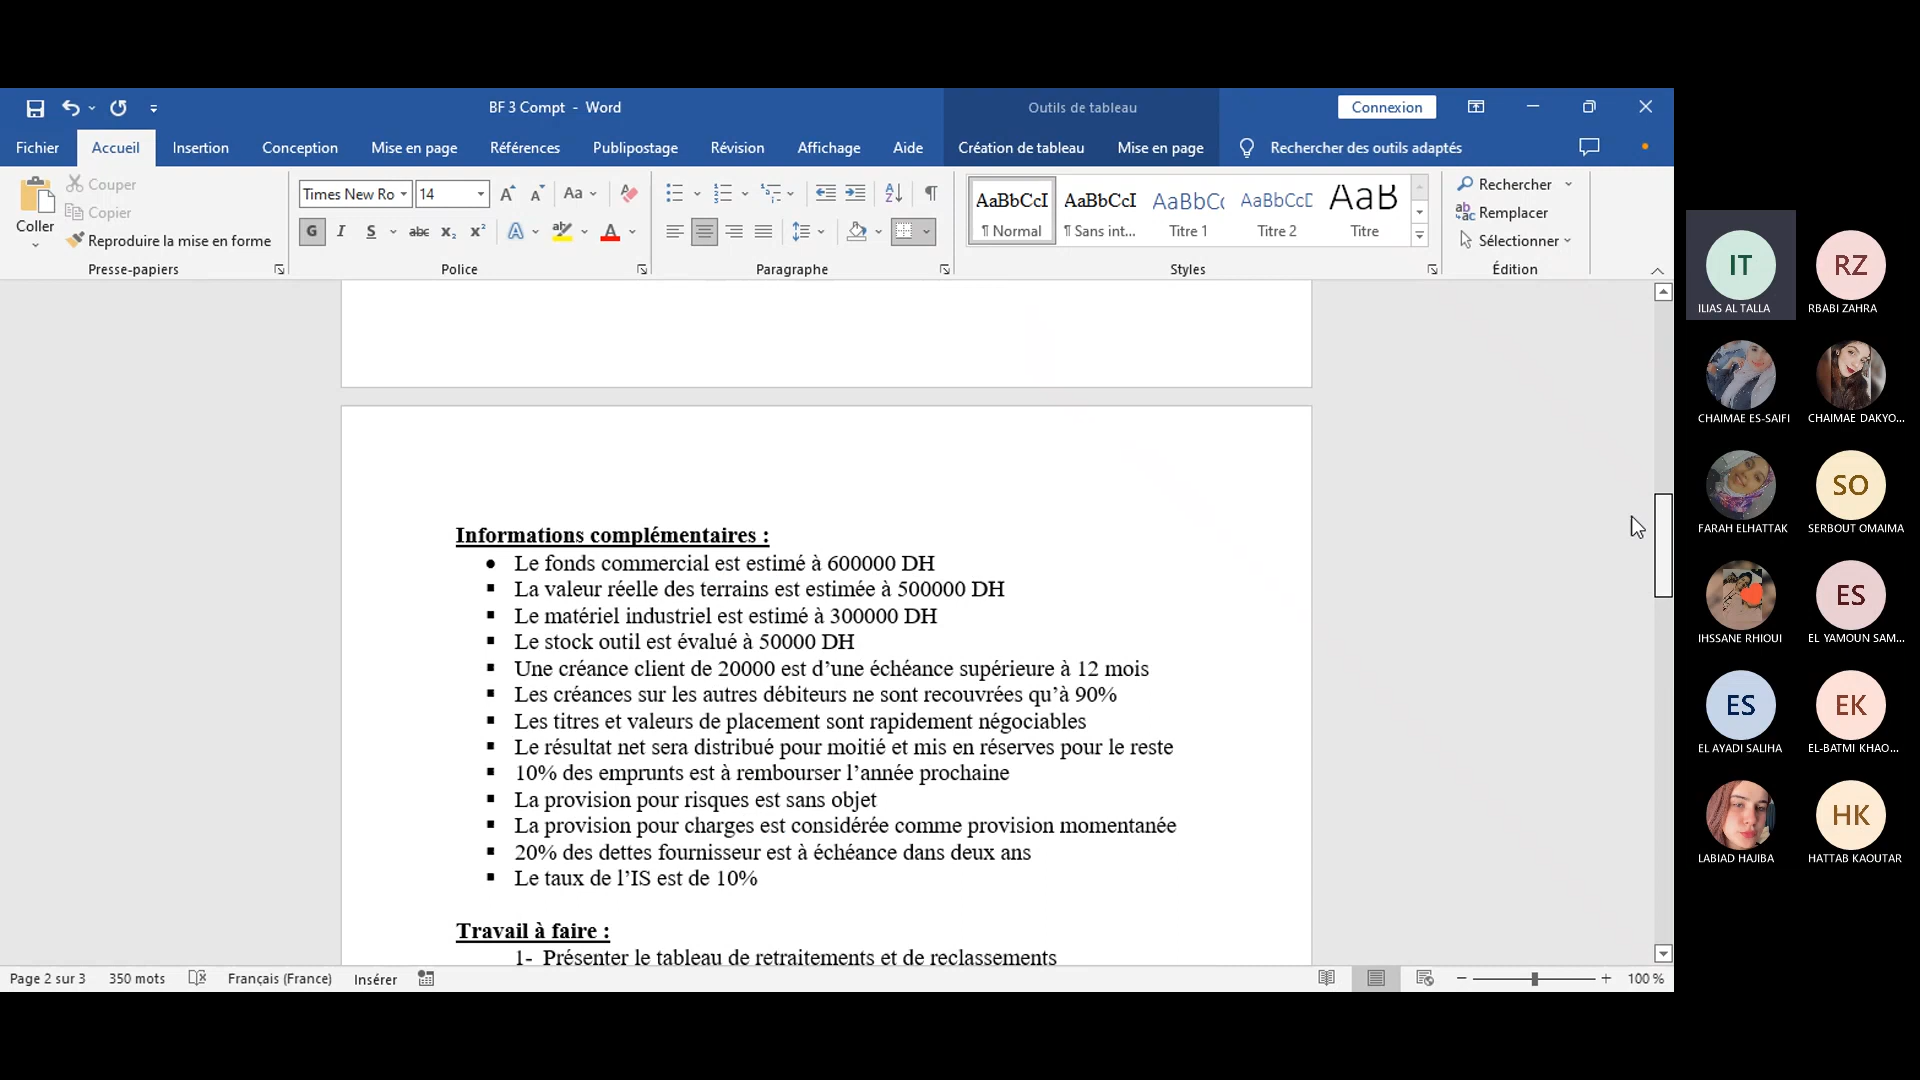 BF 3 Compt - Word
Outils de tableau
Connexion
Fichier
Accueil
Insertion
Conception
Mise en page
Références
Publipostage
Révision
Affichage
Aide
Création de tableau
Mise en page
Rechercher des outils adaptés
Coller
Couper
Copier
Reproduire la mise en forme
Presse-papiers
Times New Ro
14
Aa
G I S abc x₂ x²
A
Police
Paragraphe
AaBbCcI
¶ Normal
AaBbCcI
¶ Sans int...
AaBbCc
Titre 1
AaBbCcD
Titre 2
AaB
Titre
Styles
Rechercher
Remplacer
Sélectionner
Édition
Informations complémentaires :
• Le fonds commercial est estimé à 600000 DH
▪ La valeur réelle des terrains est estimée à 500000 DH
▪ Le matériel industriel est estimé à 300000 DH
▪ Le stock outil est évalué à 50000 DH
▪ Une créance client de 20000 est d’une échéance supérieure à 12 mois
▪ Les créances sur les autres débiteurs ne sont recouvrées qu’à 90%
▪ Les titres et valeurs de placement sont rapidement négociables
▪ Le résultat net sera distribué pour moitié et mis en réserves pour le reste
▪ 10% des emprunts est à rembourser l’année prochaine
▪ La provision pour risques est sans objet
▪ La provision pour charges est considérée comme provision momentanée
▪ 20% des dettes fournisseur est à échéance dans deux ans
▪ Le taux de l’IS est de 10%
Travail à faire :
1- Présenter le tableau de retraitements et de reclassements
Page 2 sur 3
350 mots
Français (France)
Insérer
100 %
IT
ILIAS AL TALLA
RZ
RBABI ZAHRA
CHAIMAE ES-SAIFI
CHAIMAE DAKYO...
FARAH ELHATTAK
SO
SERBOUT OMAIMA
IHSSANE RHIOUI
ES
EL YAMOUN SAM...
ES
EL AYADI SALIHA
EK
EL-BATMI KHAO...
LABIAD HAJIBA
HK
HATTAB KAOUTAR